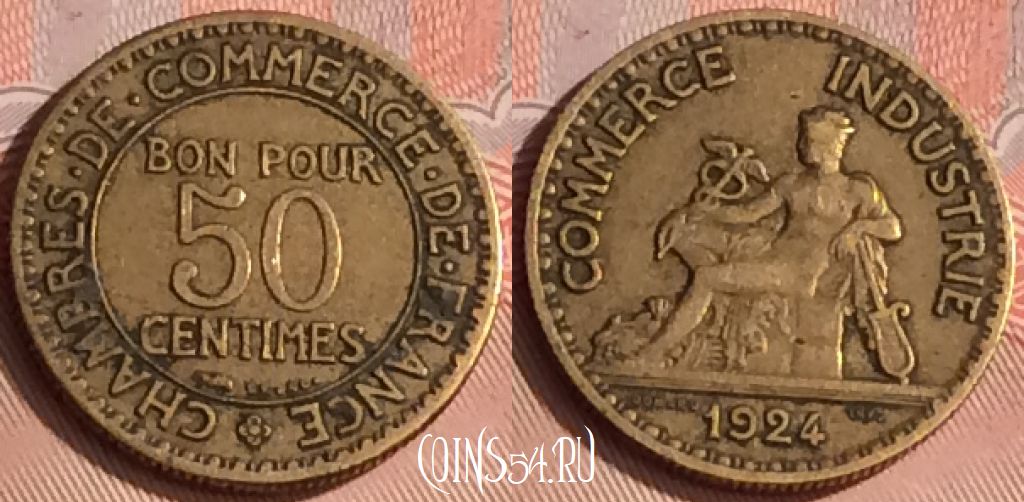 CHAMBRES·DE·COMMERCE·DE·FRANCE
BON POUR
50
CENTIMES
COMMERCE INDUSTRIE
1924
COINS54.RU